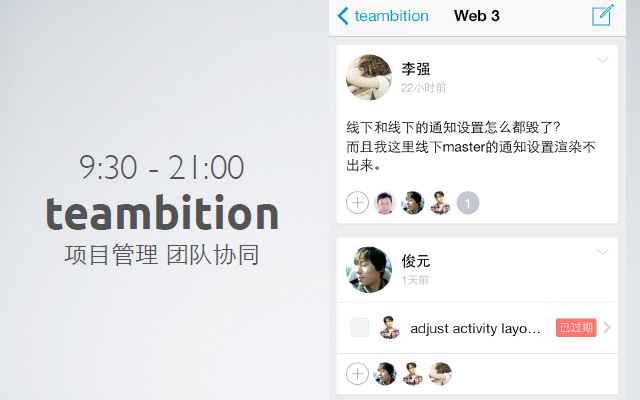 9:30 - 21:00
teambition
项目管理 团队协同
teambition
Web 3
李强
22小时前
线下和线下的通知设置怎么都毁了?
而且我这里线下master的通知设置渲染不
出来。
1
俊元
1天前
adjust activity layo...
已过期